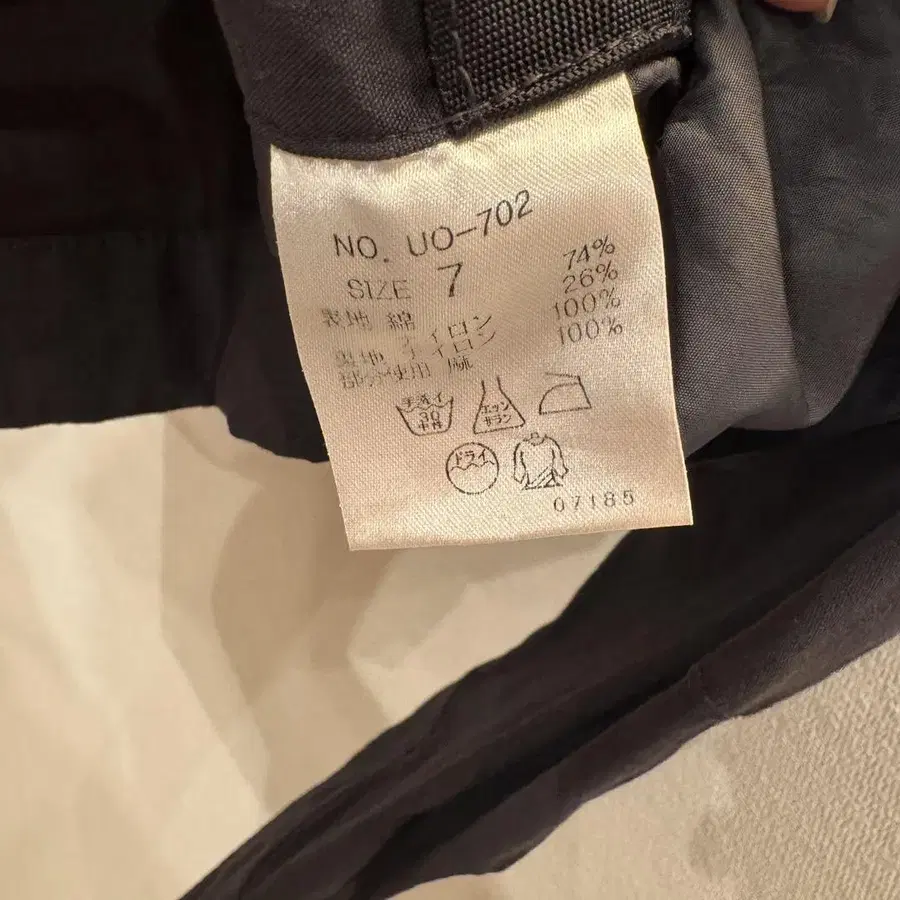 NO. UO-702
SIZE 7
表地 綿 74%
ナイロン 26%
裏地 ナイロン 100%
部分使用 麻 100%
手洗イ
30
中性
エンソ
サラシ
ドライ
07185